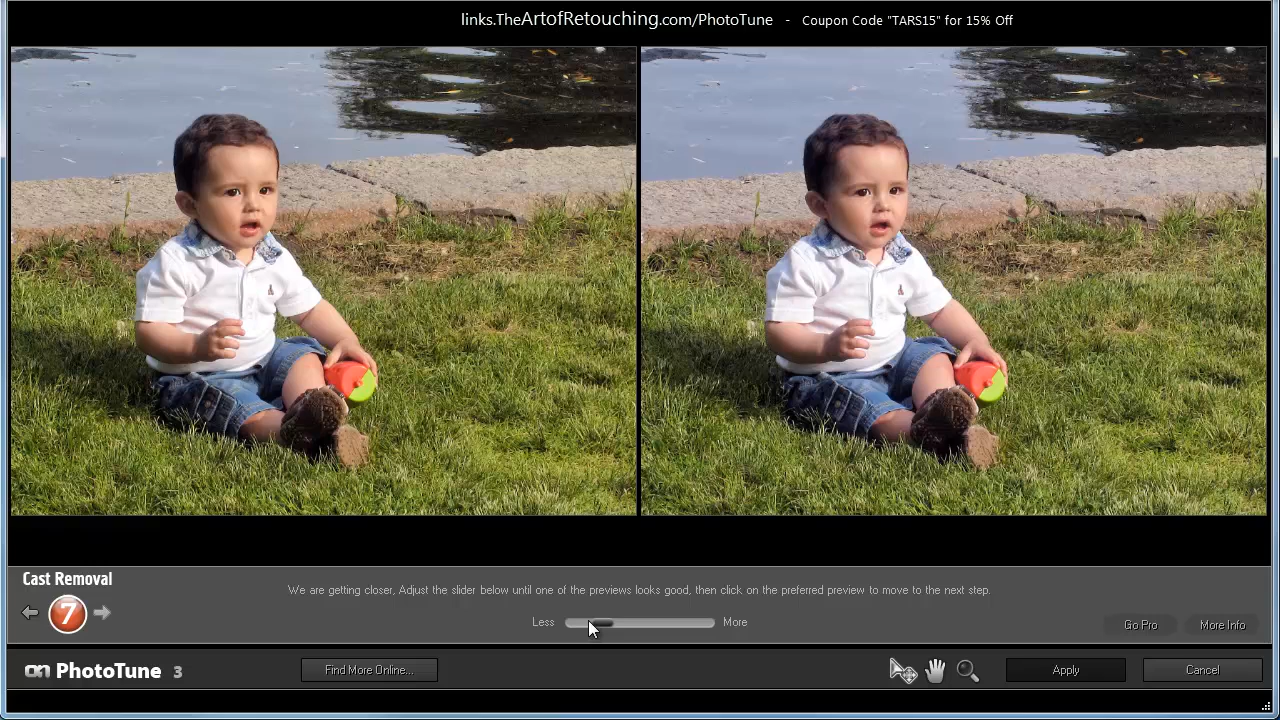 links.TheArtofRetouching.com/PhotoTune - Coupon Code "TARS15" for 15% Off
Cast Removal
7
We are getting closer, Adjust the slider below until one of the previews looks good, then click on the preferred preview to move to the next step.
Less More
Go Pro More Info
on PhotoTune 3 Find More Online... Apply Cancel